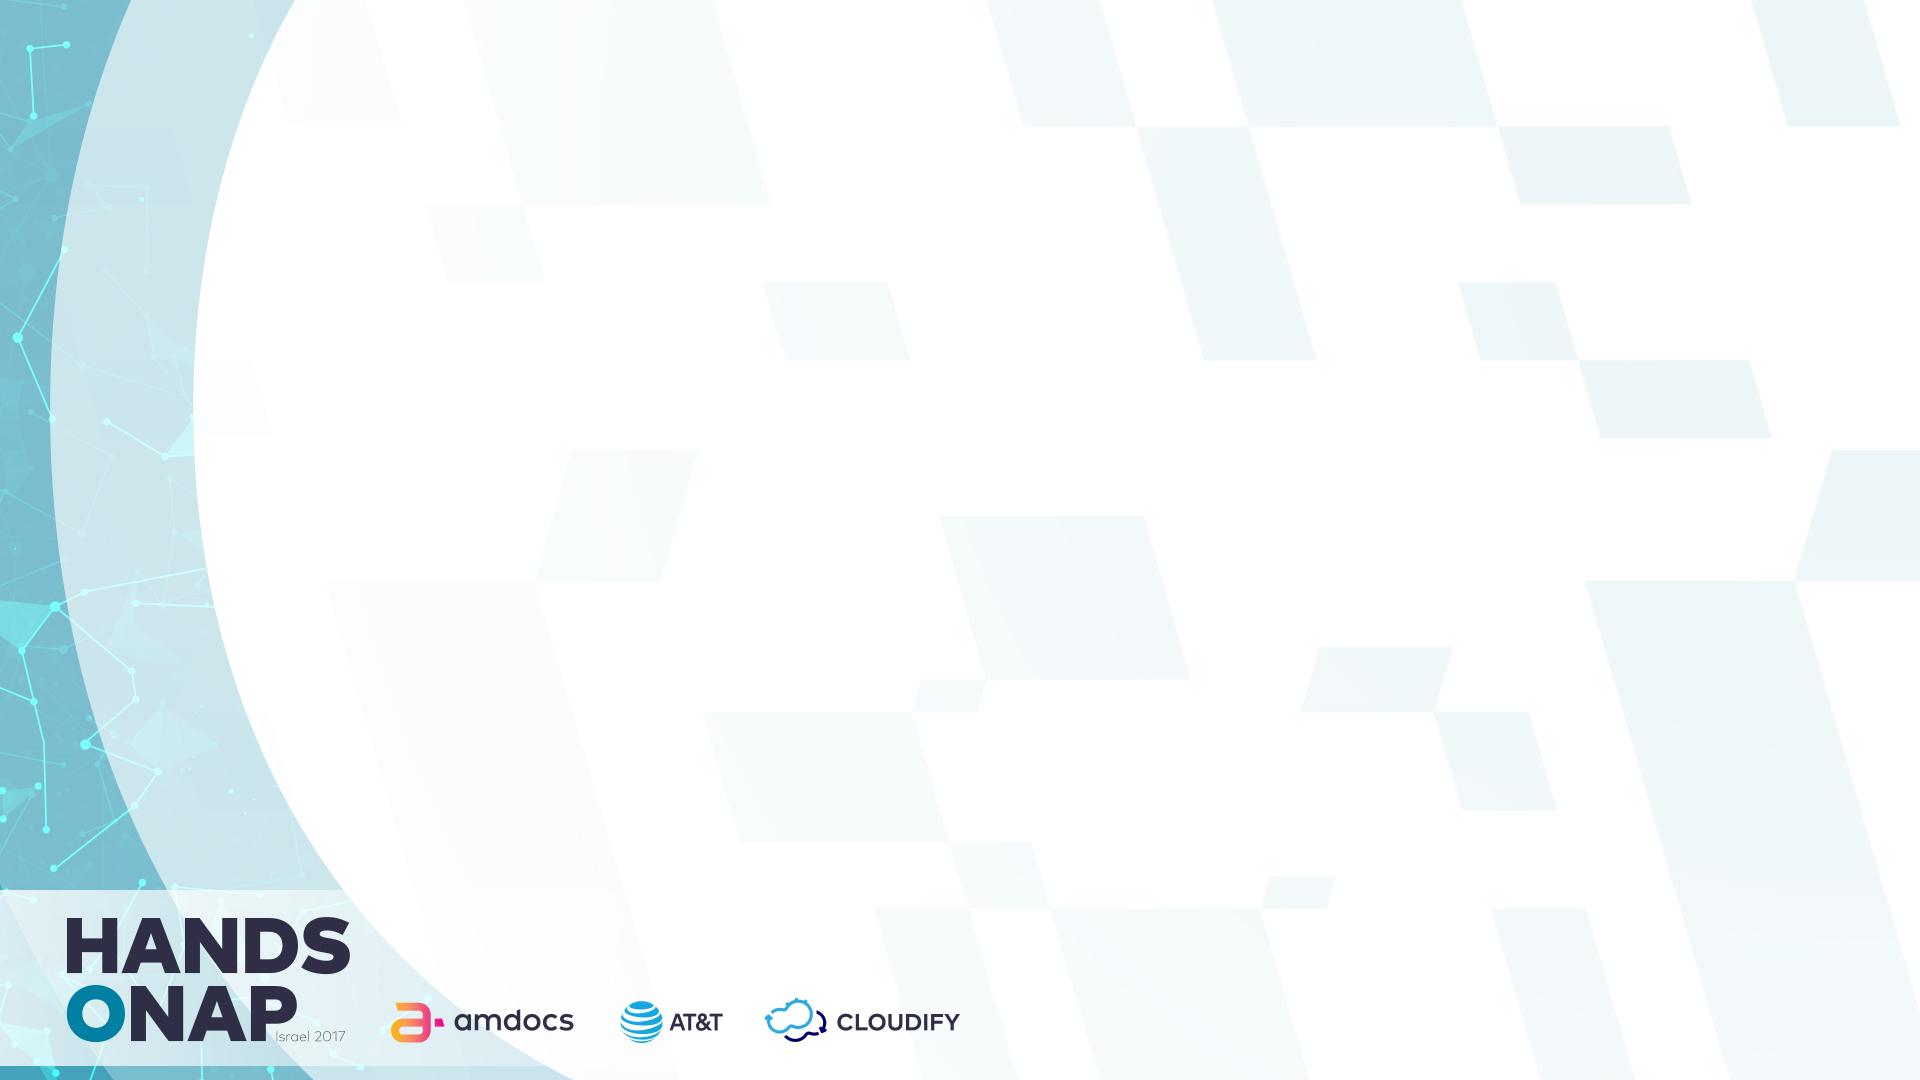 HANDS
ONAP
Israel 2017
amdocs
AT&T
CLOUDIFY